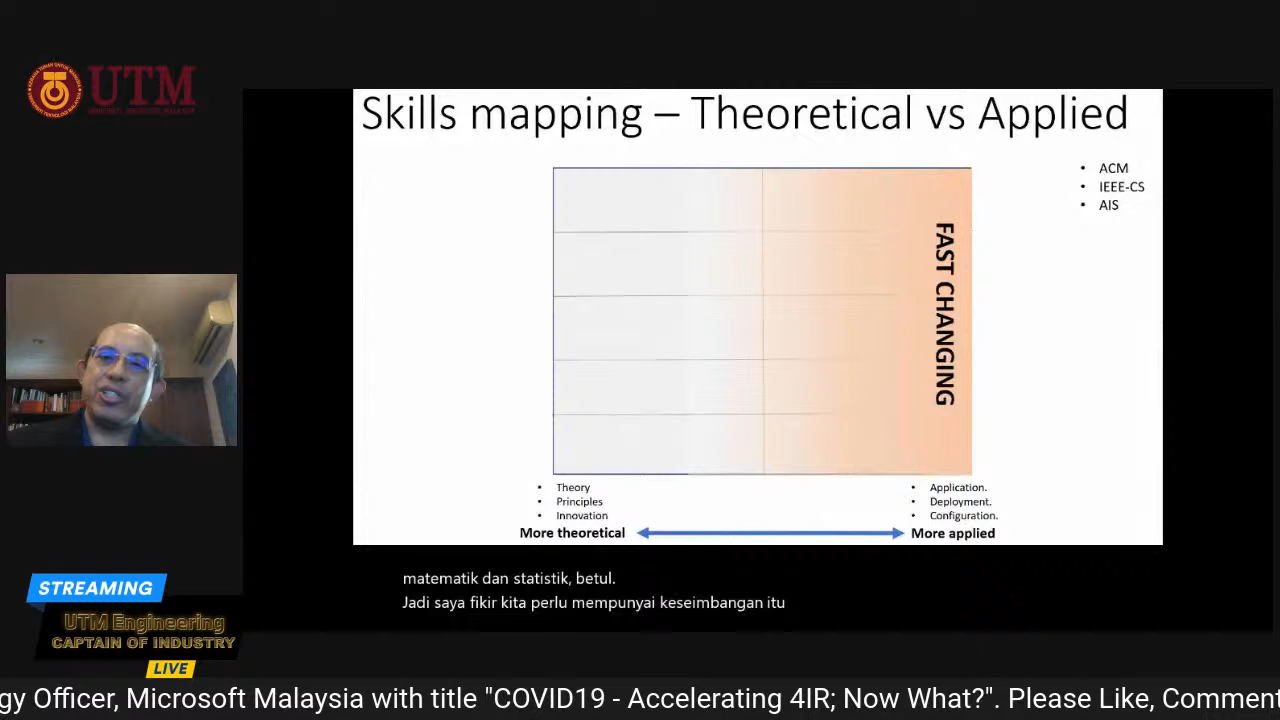 UTM
Skills mapping – Theoretical vs Applied
• ACM
• IEEE-CS
• AIS
FAST CHANGING
• Theory
• Principles
• Innovation
More theoretical
• Application.
• Deployment.
• Configuration.
More applied
matematik dan statistik, betul.
Jadi saya fikir kita perlu mempunyai keseimbangan itu
STREAMING
UTM Engineering
CAPTAIN OF INDUSTRY
LIVE
gy Officer, Microsoft Malaysia with title "COVID19 - Accelerating 4IR; Now What?". Please Like, Comment